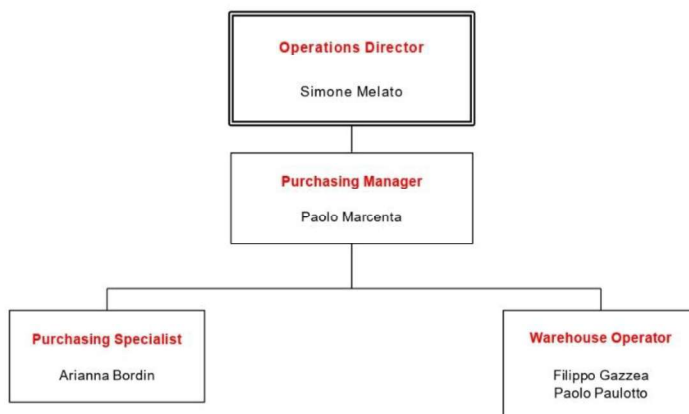 Operations Director
Simone Melato
Purchasing Manager
Paolo Marcenta
Purchasing Specialist
Arianna Bordin
Warehouse Operator
Filippo Gazzea
Paolo Paulotto